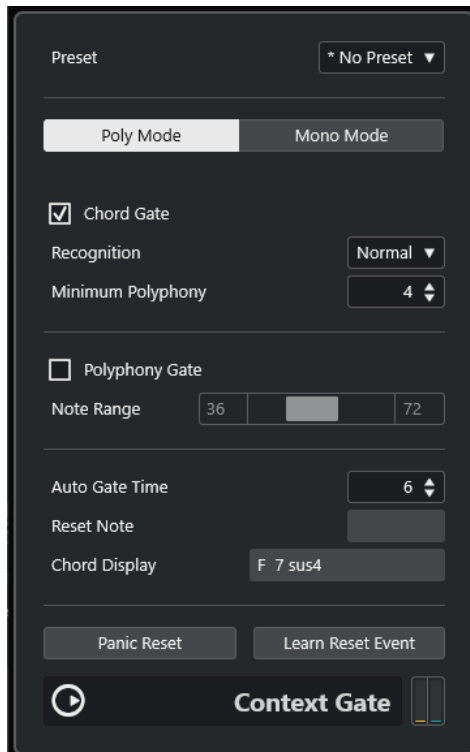 Preset * No Preset
Poly Mode Mono Mode
Chord Gate
Recognition Normal
Minimum Polyphony 4
Polyphony Gate
Note Range 36 72
Auto Gate Time 6
Reset Note
Chord Display F 7 sus4
Panic Reset Learn Reset Event
Context Gate